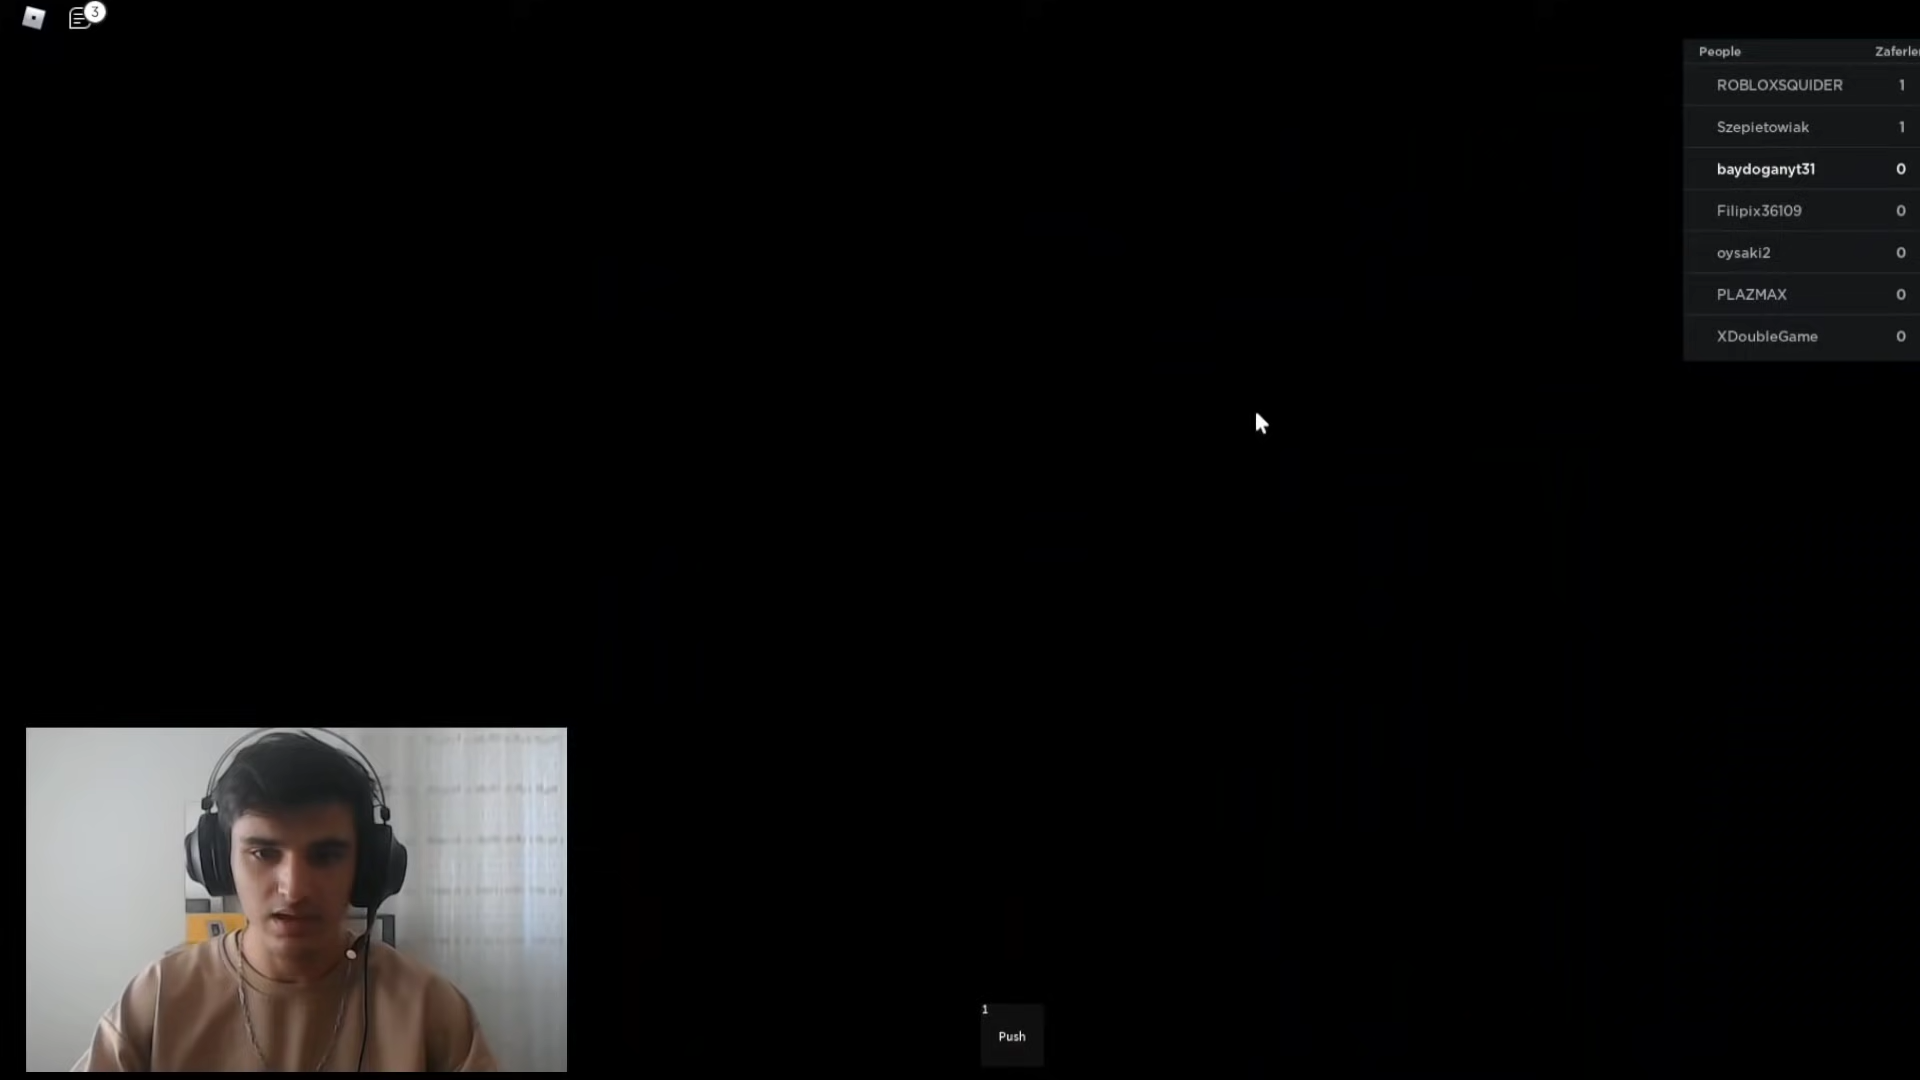 3
People Zaferle
ROBLOXSQUIDER 1
Szepietowiak 1
baydoganyt31 0
Filipix36109 0
oysaki2 0
PLAZMAX 0
XDoubleGame 0
1
Push